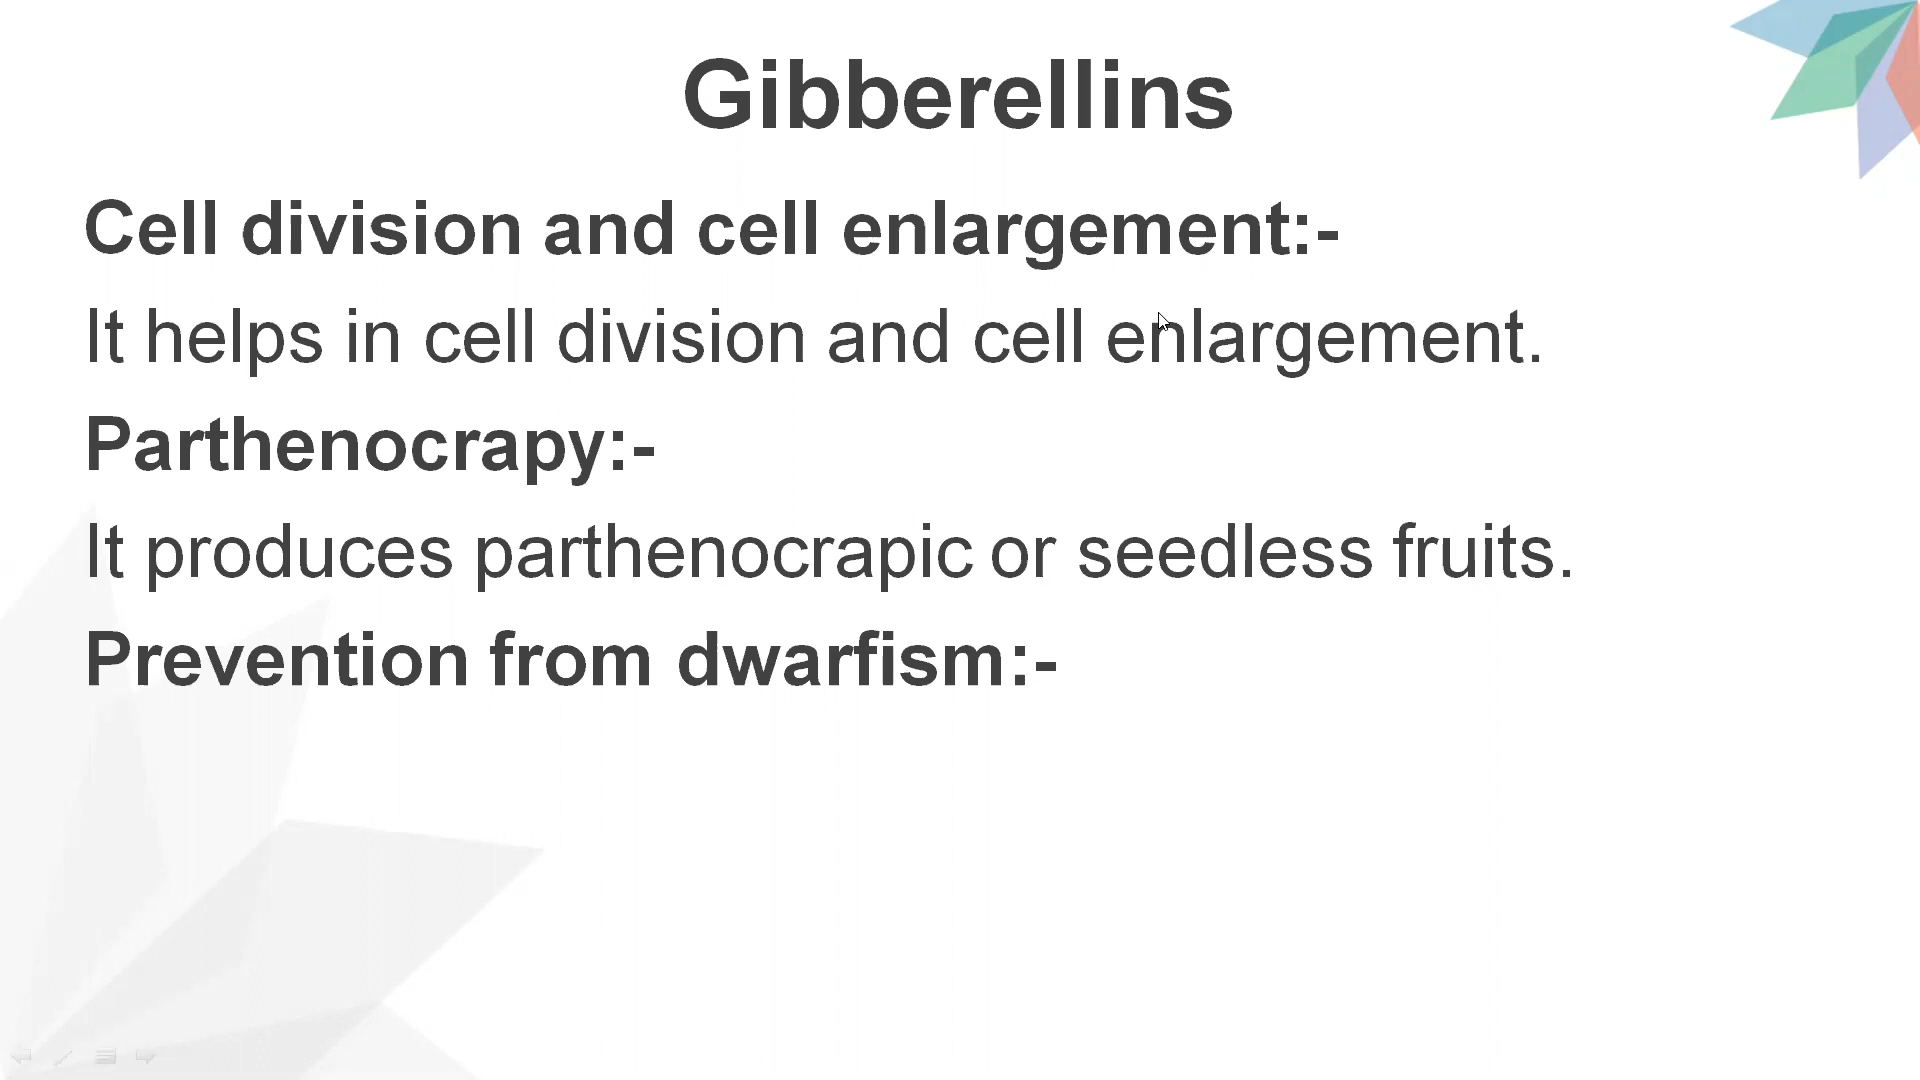 Gibberellins
Cell division and cell enlargement:-
It helps in cell division and cell enlargement.
Parthenocrapy:-
It produces parthenocrapic or seedless fruits.
Prevention from dwarfism:-